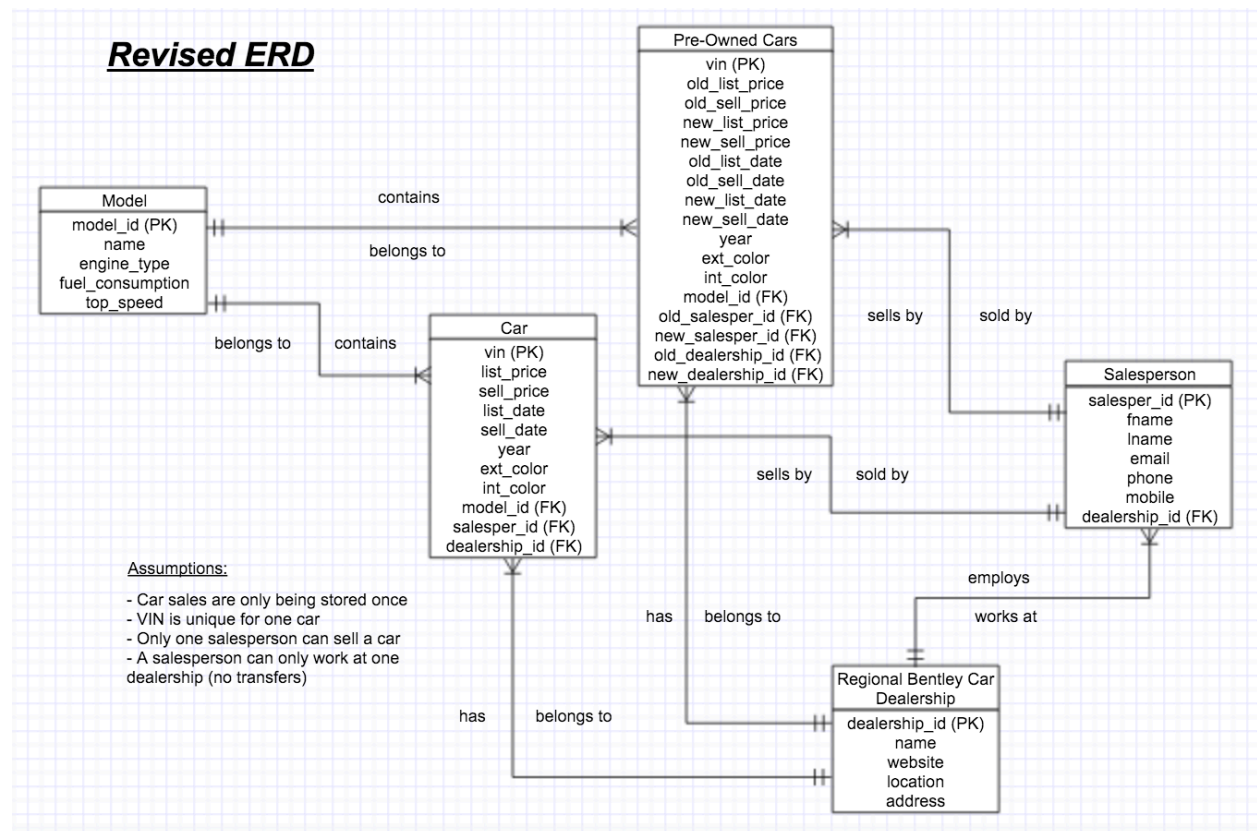 Revised ERD
Pre-Owned Cars
vin (PK)
old_list_price
old_sell_price
new_list_price
new_sell_price
old_list_date
old_sell_date
new_list_date
new_sell_date
year
ext_color
int_color
model_id (FK)
old_salesper_id (FK)
new_salesper_id (FK)
old_dealership_id (FK)
new_dealership_id (FK)
Model
model_id (PK)
name
engine_type
fuel_consumption
top_speed
contains
belongs to
belongs to
contains
Car
vin (PK)
list_price
sell_price
list_date
sell_date
year
ext_color
int_color
model_id (FK)
salesper_id (FK)
dealership_id (FK)
sells by
sold by
Salesperson
salesper_id (PK)
fname
lname
email
phone
mobile
dealership_id (FK)
sells by
sold by
employs
works at
has
belongs to
Assumptions:
- Car sales are only being stored once
- VIN is unique for one car
- Only one salesperson can sell a car
- A salesperson can only work at one
dealership (no transfers)
has
belongs to
Regional Bentley Car
Dealership
dealership_id (PK)
name
website
location
address